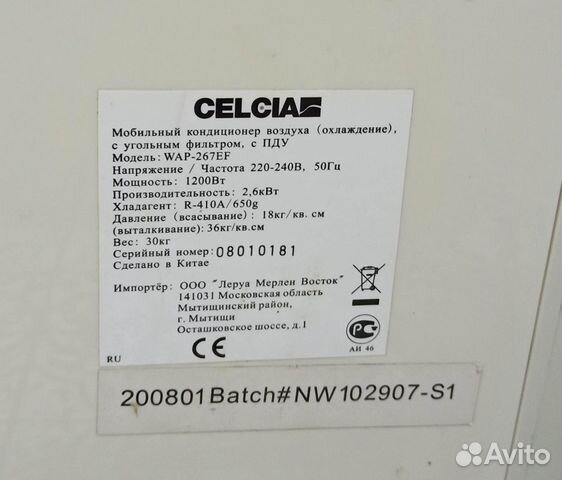 CELCIA
Мобильный кондиционер воздуха (охлаждение),
с угольным фильтром, с ПДУ
Модель: WAP-267EF
Напряжение / Частота 220-240В, 50Гц
Мощность: 1200Вт
Производительность: 2,6кВт
Хладагент: R-410A/650g
Давление (всасывание) : 18кг/кв.см
(выталкивание): 36кг/кв.см
Вес: 30кг
Серийный номер: 08010181
Сделано в Китае
Импортёр: ООО "Леруа Мерлен Восток"
141031 Московская область
Мытищинский район,
г. Мытищи
Осташковское шоссе, д.1
RU CE АИ 46
200801Batch#NW102907-S1
Avito